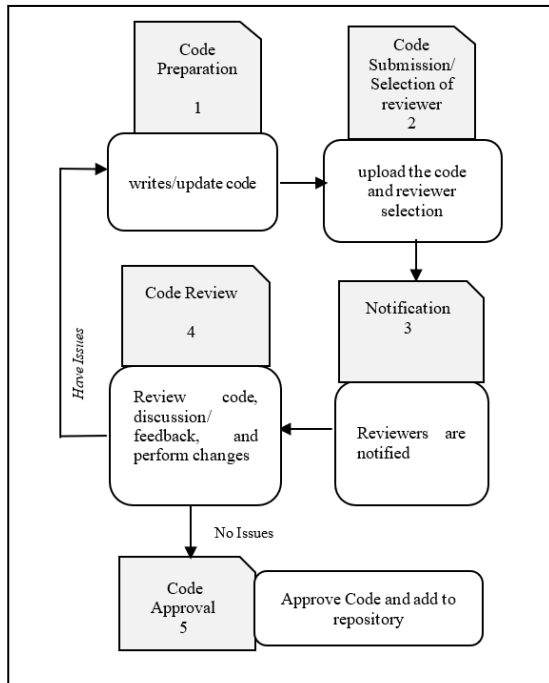 Code
Preparation
1
writes/update code
Code
Submission/
Selection of
reviewer
2
upload the code
and reviewer
selection
Notification
3
Reviewers are
notified
Code Review
4
Review code,
discussion/
feedback, and
perform changes
Have Issues
No Issues
Code
Approval
5
Approve Code and add to
repository